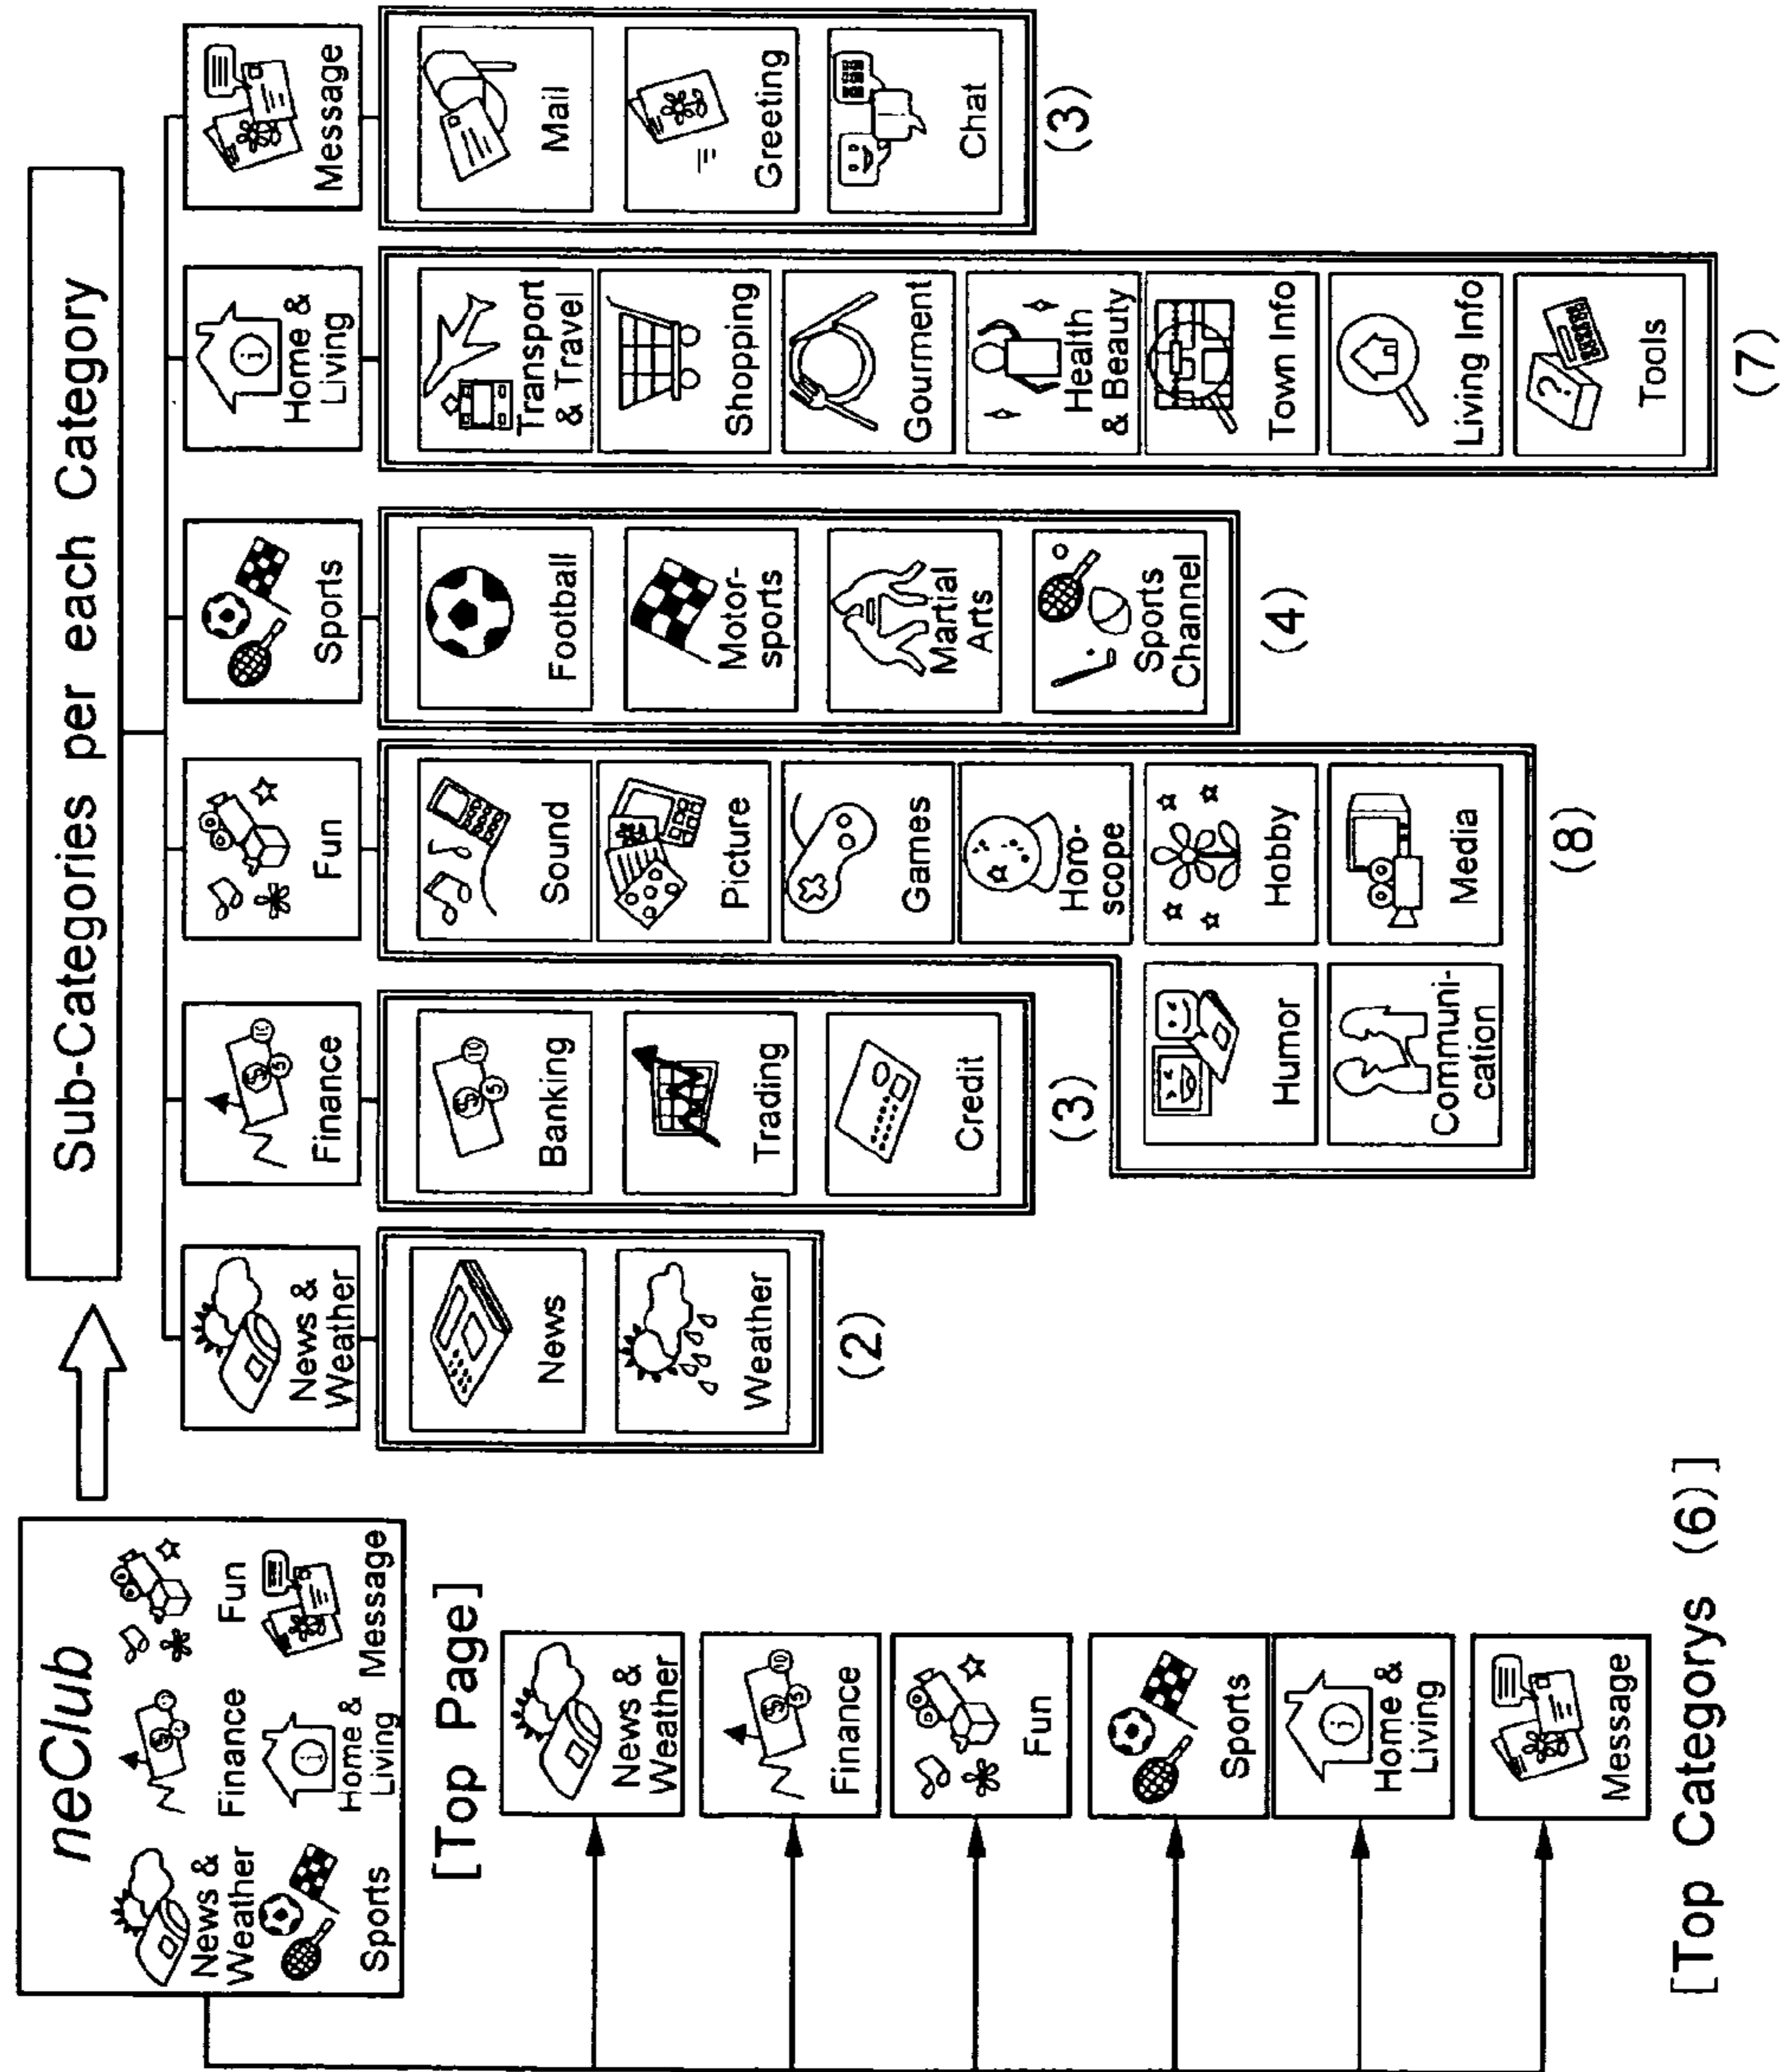 neClub
News &
Weather
Finance
Fun
Sports
Home &
Living
Message
[Top Page]
News &
Weather
Finance
Fun
Sports
Home &
Living
Message
[Top Categorys (6)]
Sub-Categories per each Category
News &
Weather
News
Weather
(2)
Finance
Banking
Trading
Credit
(3)
Fun
Sound
Picture
Games
Horo-
scope
Hobby
Media
Humor
Communi-
cation
(8)
Sports
Football
Motor-
sports
Martial
Arts
Sports
Channel
(4)
Home &
Living
Transport
& Travel
Shopping
Gourment
Health
& Beauty
Town Info
Living Info
Tools
(7)
Message
Mail
Greeting
Chat
(3)